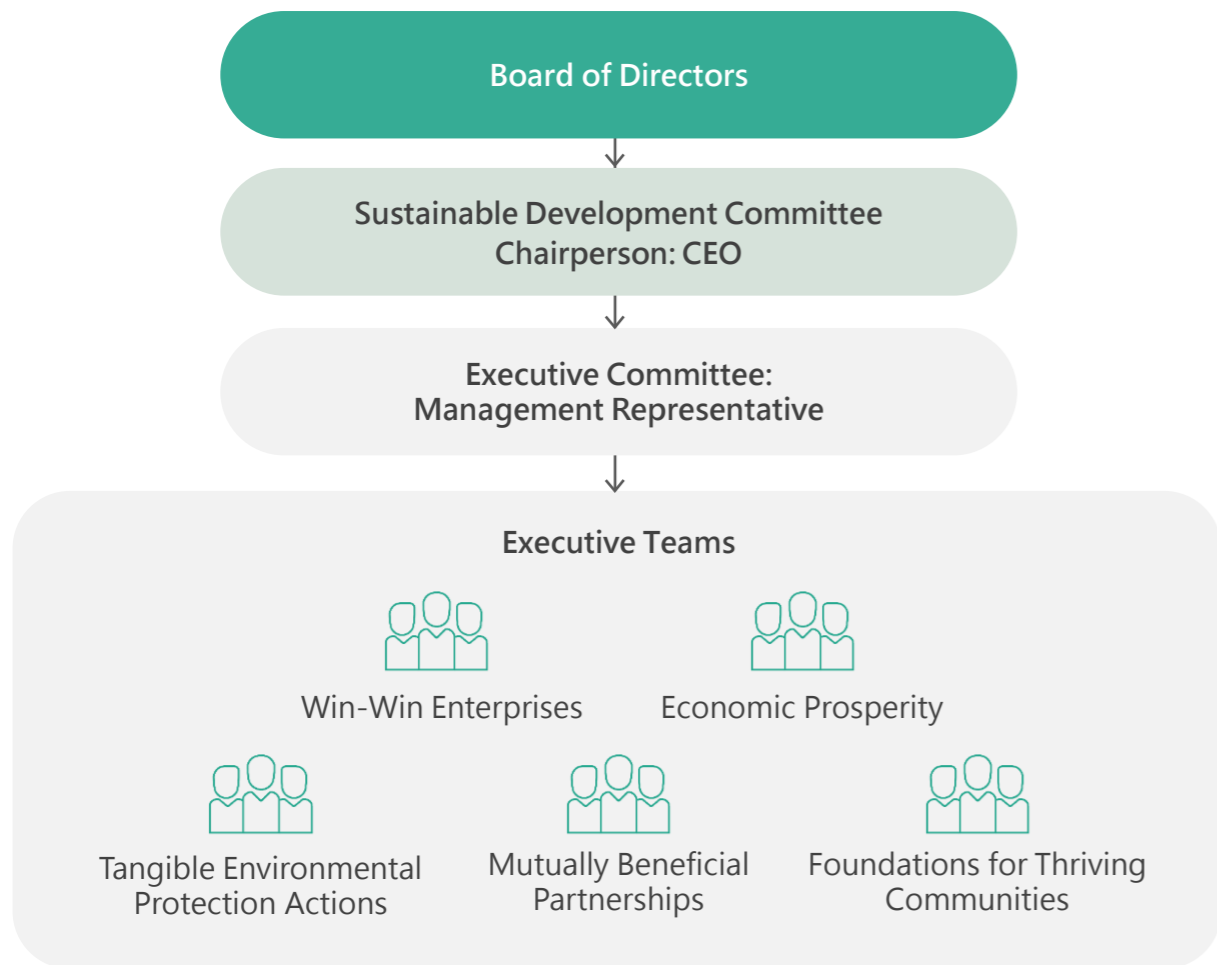 Board of Directors
Sustainable Development Committee
Chairperson: CEO
Executive Committee:
Management Representative
Executive Teams
Win-Win Enterprises
Economic Prosperity
Tangible Environmental
Protection Actions
Mutually Beneficial
Partnerships
Foundations for Thriving
Communities